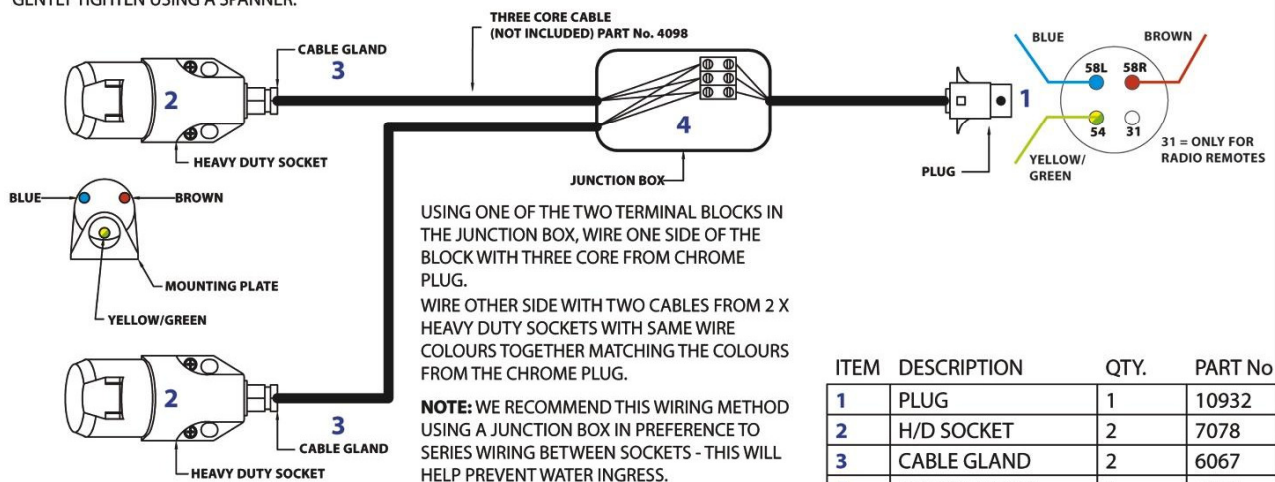 GENTLY TIGHTEN USING A SPANNER.
THREE CORE CABLE
(NOT INCLUDED) PART No. 4098
CABLE GLAND
3
2
HEAVY DUTY SOCKET
4
JUNCTION BOX
1
PLUG
BLUE
BROWN
58L
58R
54
31
YELLOW/
GREEN
31 = ONLY FOR
RADIO REMOTES
BLUE
BROWN
MOUNTING PLATE
YELLOW/GREEN
2
3
CABLE GLAND
HEAVY DUTY SOCKET
USING ONE OF THE TWO TERMINAL BLOCKS IN
THE JUNCTION BOX, WIRE ONE SIDE OF THE
BLOCK WITH THREE CORE FROM CHROME
PLUG.
WIRE OTHER SIDE WITH TWO CABLES FROM 2 X
HEAVY DUTY SOCKETS WITH SAME WIRE
COLOURS TOGETHER MATCHING THE COLOURS
FROM THE CHROME PLUG.
NOTE: WE RECOMMEND THIS WIRING METHOD
USING A JUNCTION BOX IN PREFERENCE TO
SERIES WIRING BETWEEN SOCKETS - THIS WILL
HELP PREVENT WATER INGRESS.
ITEM DESCRIPTION QTY. PART No
1 PLUG 1 10932
2 H/D SOCKET 2 7078
3 CABLE GLAND 2 6067